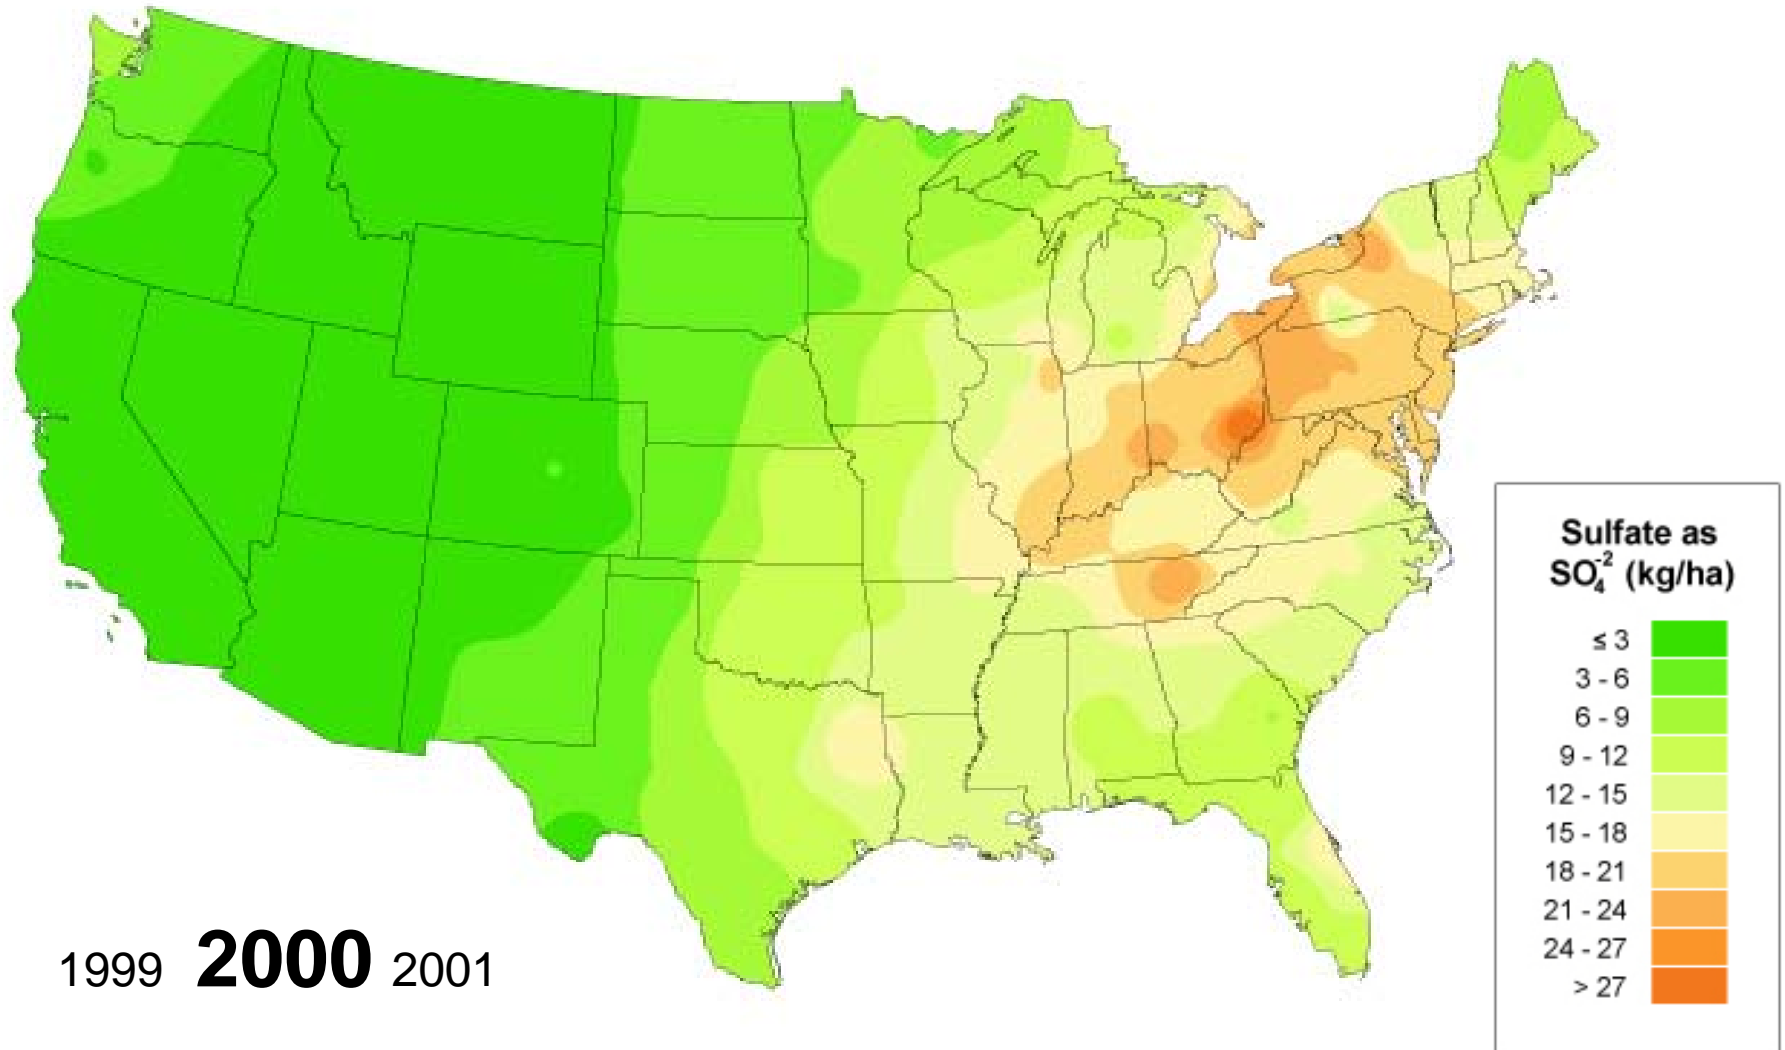 Sulfate as
SO₄⁻² (kg/ha)
≤ 3
3 - 6
6 - 9
9 - 12
12 - 15
15 - 18
18 - 21
21 - 24
24 - 27
> 27
1999 2000 2001